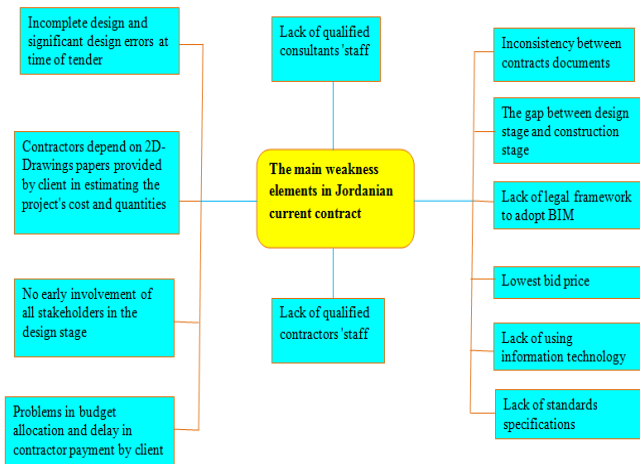 Incomplete design and
significant design errors at
time of tender
Contractors depend on 2D-
Drawings papers provided
by client in estimating the
project's cost and quantities
No early involvement of
all stakeholders in the
design stage
Problems in budget
allocation and delay in
contractor payment by client
Lack of qualified
consultants 'staff
The main weakness
elements in Jordanian
current contract
Lack of qualified
contractors 'staff
Inconsistency between
contracts documents
The gap between design
stage and construction
stage
Lack of legal framework
to adopt BIM
Lowest bid price
Lack of using
information technology
Lack of standards
specifications